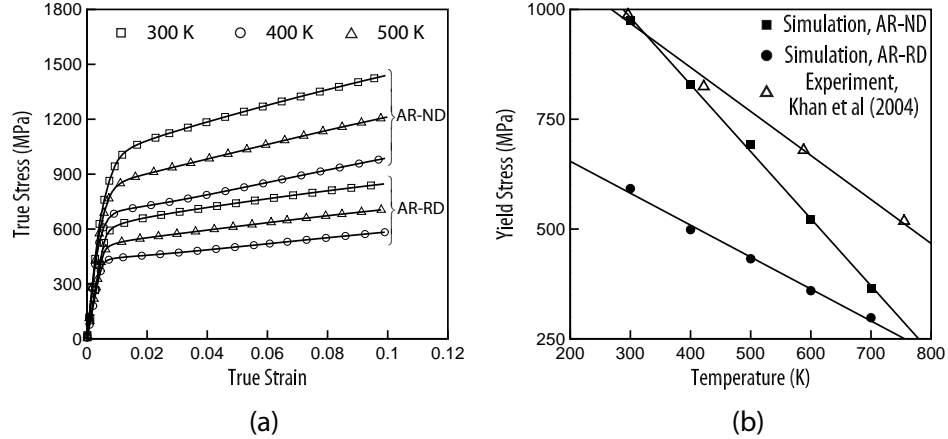 300 K 400 K 500 K
1800
1500
1200
900
600
300
0
True Stress (MPa)
AR-ND
AR-RD
0 0.02 0.04 0.06 0.08 0.1 0.12
True Strain
(a)
Simulation, AR-ND
Simulation, AR-RD
Experiment,
Khan et al (2004)
1000
750
500
250
Yield Stress (MPa)
200 300 400 500 600 700 800
Temperature (K)
(b)